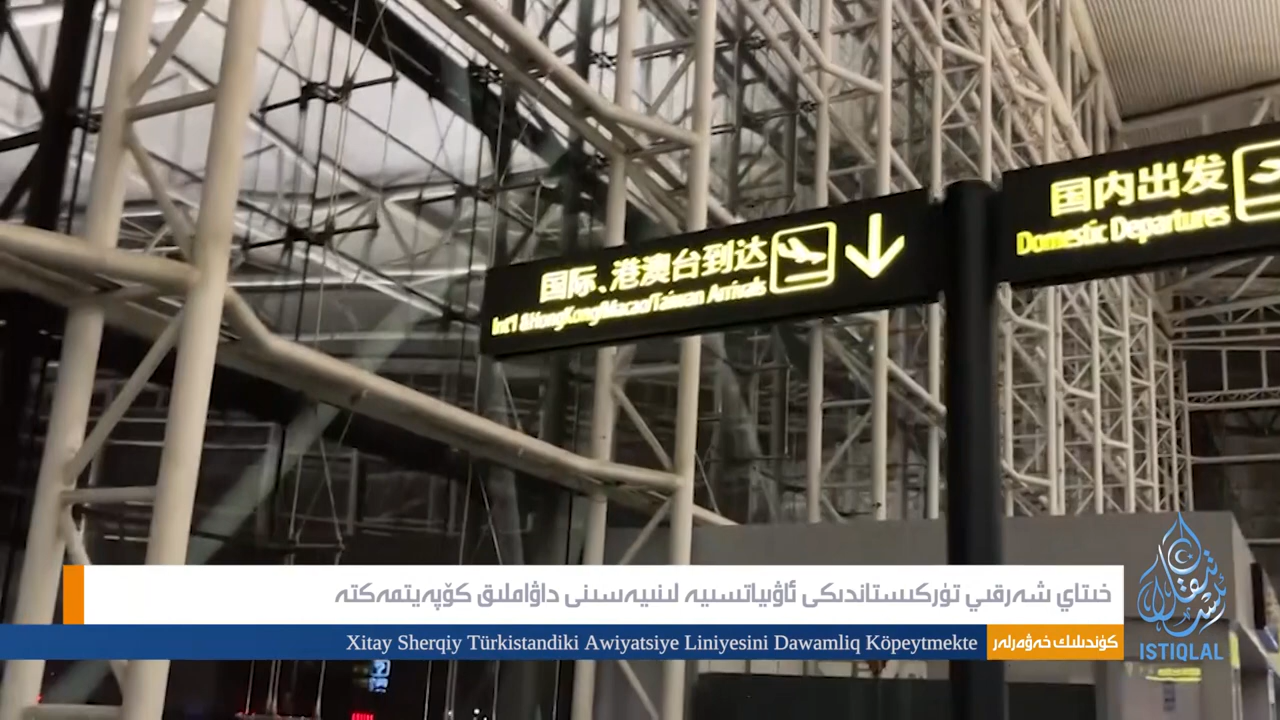 国内出发
Domestic Departures
国际、港澳台到达
Int'l &HongKong/Macao/Taiwan Arrivals
خىتاي شەرقىي تۈركىستاندىكى ئاۋىياتسىيە لىنىيەسىنى داۋاملىق كۆپەيتمەكتە
Xitay Sherqiy Türkistandiki Awiyatsiye Liniyesini Dawamliq Köpeytmekte
كۈندىلىك خەۋەرلەر
ISTIQLAL